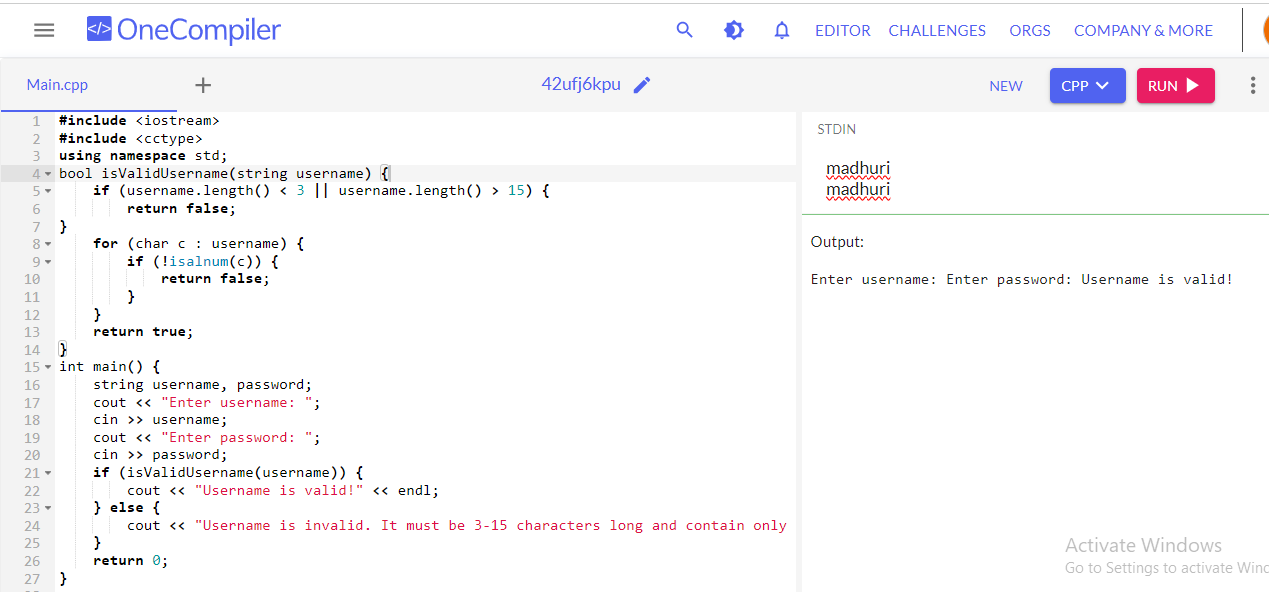 </> OneCompiler
EDITOR CHALLENGES ORGS COMPANY & MORE
Main.cpp + 42ufj6kpu NEW CPP RUN
1 #include <iostream>
2 #include <cctype>
3 using namespace std;
4 bool isValidUsername(string username) {
5     if (username.length() < 3 || username.length() > 15) {
6         return false;
7 }
8     for (char c : username) {
9         if (!isalnum(c)) {
10             return false;
11         }
12     }
13     return true;
14 }
15 int main() {
16     string username, password;
17     cout << "Enter username: ";
18     cin >> username;
19     cout << "Enter password: ";
20     cin >> password;
21     if (isValidUsername(username)) {
22         cout << "Username is valid!" << endl;
23     } else {
24         cout << "Username is invalid. It must be 3-15 characters long and contain only
25     }
26     return 0;
27 }
STDIN
madhuri
madhuri
Output:
Enter username: Enter password: Username is valid!
Activate Windows
Go to Settings to activate Winc